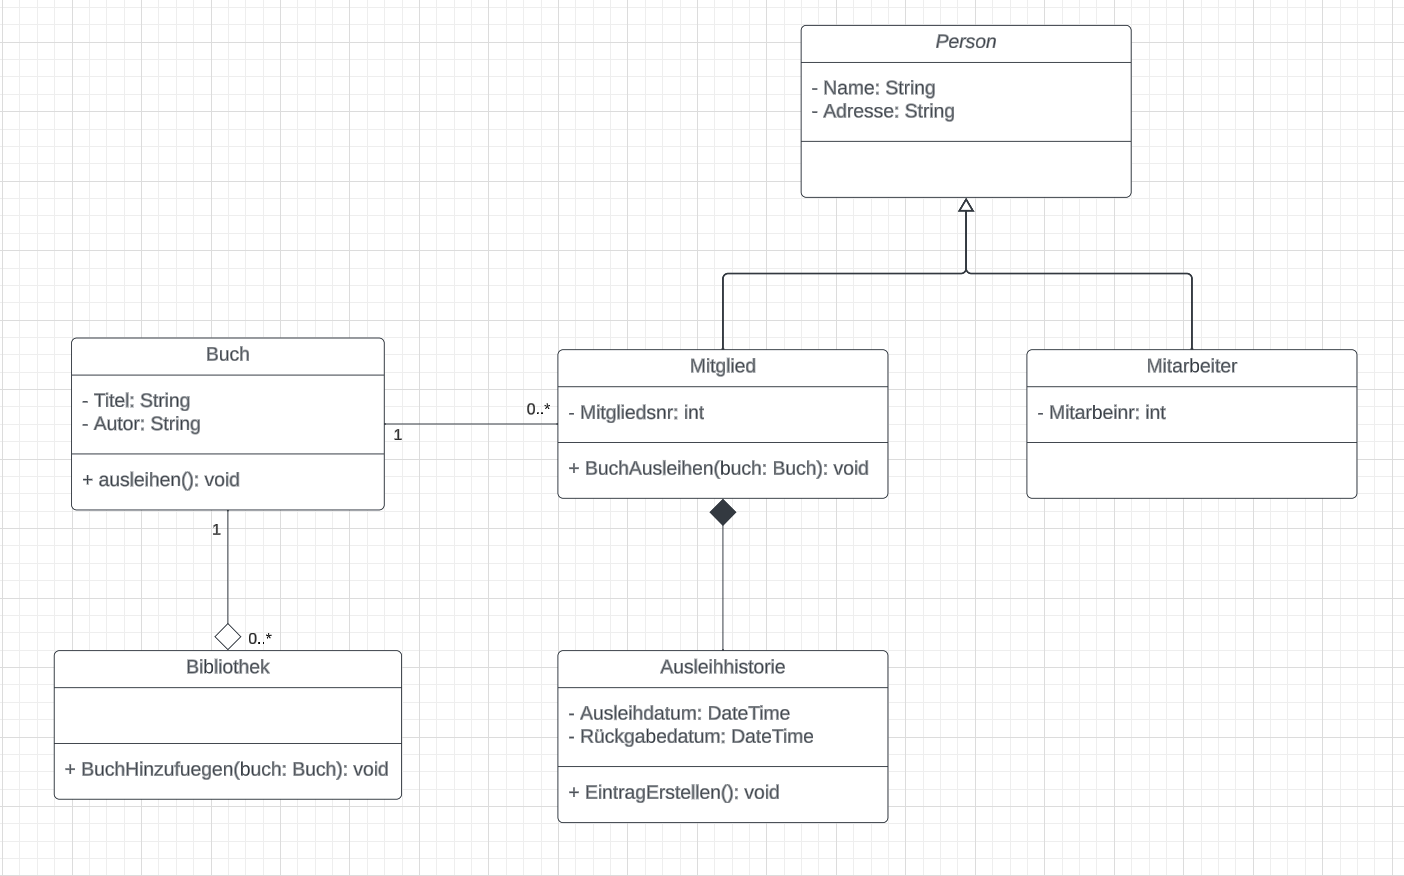 Person
- Name: String
- Adresse: String
Buch
- Titel: String
- Autor: String
+ ausleihen(): void
1
0..*
Mitglied
- Mitgliedsnr: int
+ BuchAusleihen(buch: Buch): void
Mitarbeiter
- Mitarbeinr: int
1
0..*
Bibliothek
+ BuchHinzufuegen(buch: Buch): void
Ausleihhistorie
- Ausleihdatum: DateTime
- Rückgabedatum: DateTime
+ EintragErstellen(): void